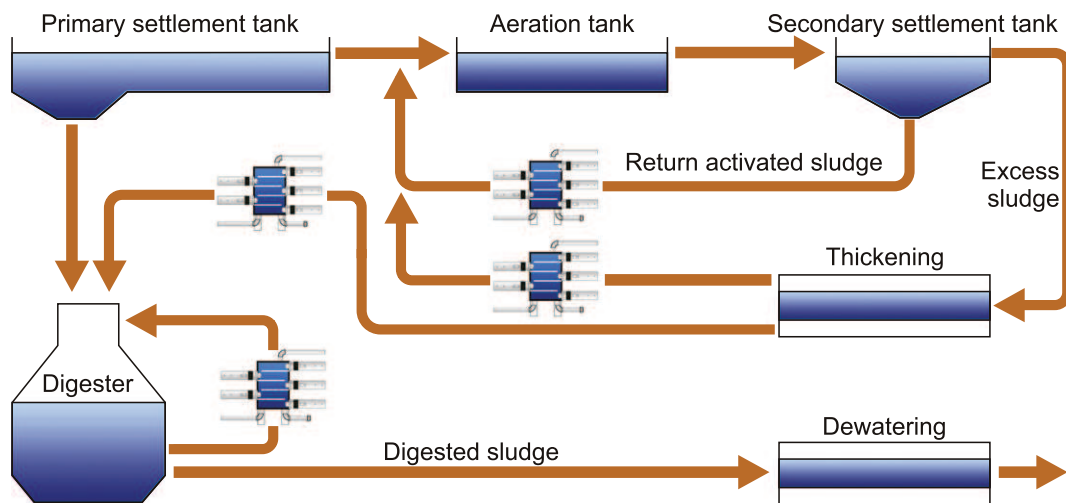 Primary settlement tank
Aeration tank
Secondary settlement tank
Return activated sludge
Excess
sludge
Thickening
Digester
Digested sludge
Dewatering